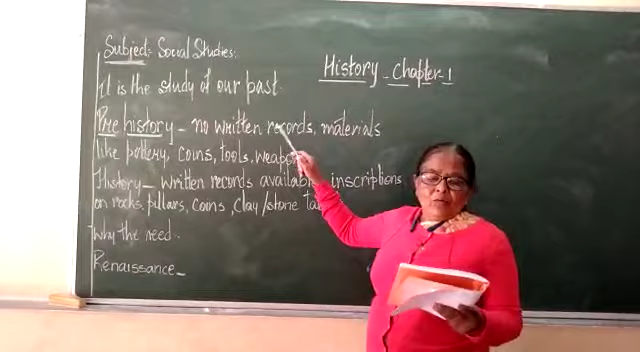 Subject:- Social Studies:
History - Chapter - 1
It is the study of our past.
Pre history - no written records, materials
like pottery, coins, tools, weapons
History - written records available inscriptions
on rocks, pillars, coins, clay/stone
Why the need.
Renaissance -